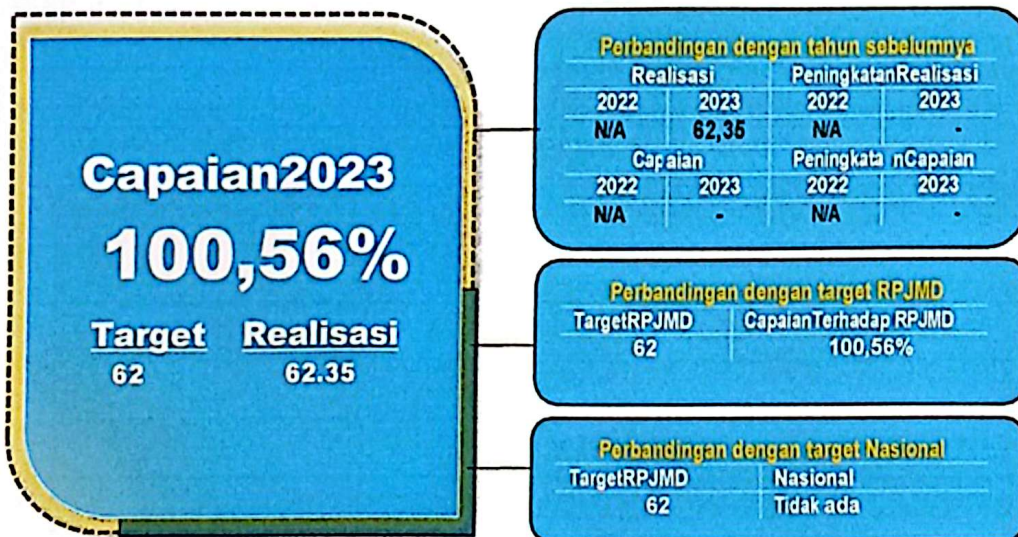 Capaian2023
100,56%
Target Realisasi
62 62.35
Perbandingan dengan tahun sebelumnya
Realisasi PeningkatanRealisasi
2022 2023 2022 2023
N/A 62,35 N/A -
Capaian Peningkata nCapaian
2022 2023 2022 2023
N/A - N/A -
Perbandingan dengan target RPJMD
TargetRPJMD CapaianTerhadap RPJMD
62 100,56%
Perbandingan dengan target Nasional
TargetRPJMD Nasional
62 Tidak ada